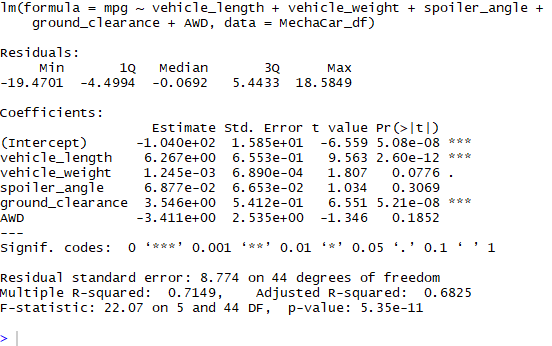 lm(formula = mpg ~ vehicle_length + vehicle_weight + spoiler_angle +
    ground_clearance + AWD, data = MechaCar_df)

Residuals:
     Min       1Q   Median       3Q      Max
-19.4701  -4.4994  -0.0692   5.4433  18.5849

Coefficients:
                   Estimate Std. Error t value Pr(>|t|)
(Intercept)      -1.040e+02  1.585e+01  -6.559 5.08e-08 ***
vehicle_length    6.267e+00  6.553e-01   9.563 2.60e-12 ***
vehicle_weight    1.245e-03  6.890e-04   1.807   0.0776 .
spoiler_angle     6.877e-02  6.653e-02   1.034   0.3069
ground_clearance  3.546e+00  5.412e-01   6.551 5.21e-08 ***
AWD              -3.411e+00  2.535e+00  -1.346   0.1852
---
Signif. codes:  0 ‘***’ 0.001 ‘**’ 0.01 ‘*’ 0.05 ‘.’ 0.1 ‘ ’ 1

Residual standard error: 8.774 on 44 degrees of freedom
Multiple R-squared:  0.7149,    Adjusted R-squared:  0.6825
F-statistic: 22.07 on 5 and 44 DF,  p-value: 5.35e-11

>